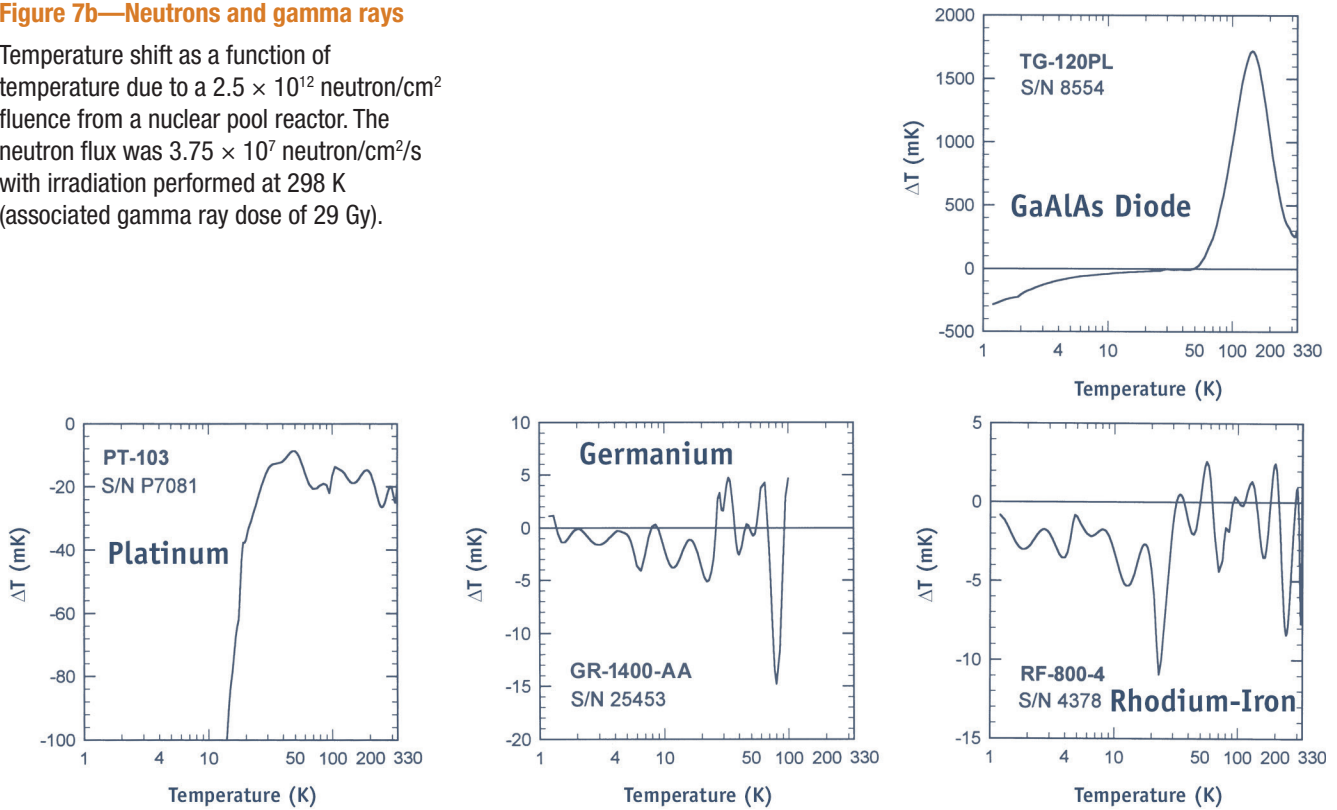 Figure 7b—Neutrons and gamma rays
Temperature shift as a function of
temperature due to a 2.5 × 10¹² neutron/cm²
fluence from a nuclear pool reactor. The
neutron flux was 3.75 × 10⁷ neutron/cm²/s
with irradiation performed at 298 K
(associated gamma ray dose of 29 Gy).
2000
1500
1000
500
0
-500
ΔT (mK)
TG-120PL
S/N 8554
GaAlAs Diode
1 4 10 50 100 200 330
Temperature (K)
0
-20
-40
-60
-80
-100
ΔT (mK)
PT-103
S/N P7081
Platinum
1 4 10 50 100 200 330
Temperature (K)
10
5
0
-5
-10
-15
-20
ΔT (mK)
Germanium
GR-1400-AA
S/N 25453
1 4 10 50 100 200 330
Temperature (K)
5
0
-5
-10
-15
ΔT (mK)
RF-800-4
S/N 4378 Rhodium-Iron
1 4 10 50 100 200 330
Temperature (K)